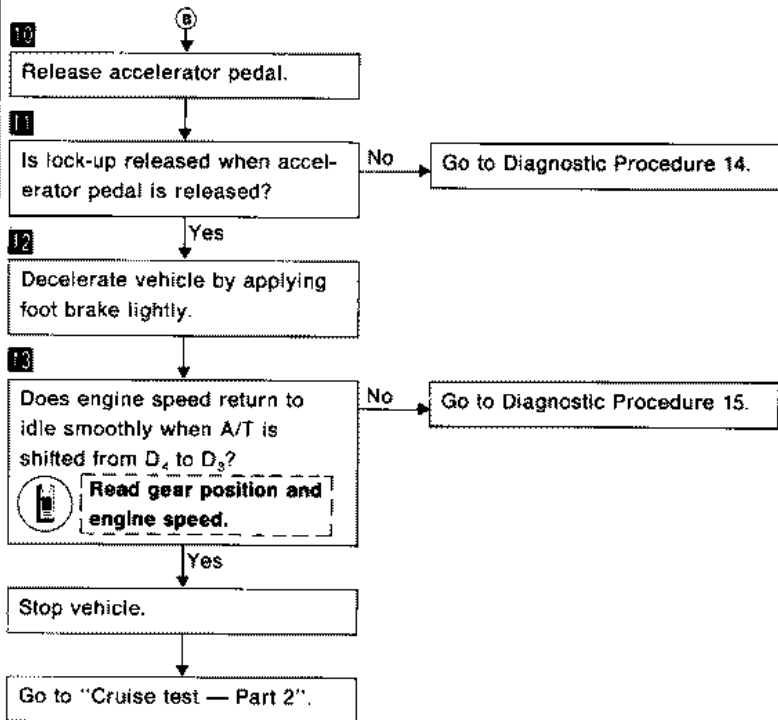 B
10
Release accelerator pedal.
11
Is lock-up released when accel-
erator pedal is released?
No
Go to Diagnostic Procedure 14.
Yes
12
Decelerate vehicle by applying
foot brake lightly.
13
Does engine speed return to
idle smoothly when A/T is
shifted from D₄ to D₃?
No
Go to Diagnostic Procedure 15.
Read gear position and
engine speed.
Yes
Stop vehicle.
Go to "Cruise test — Part 2".